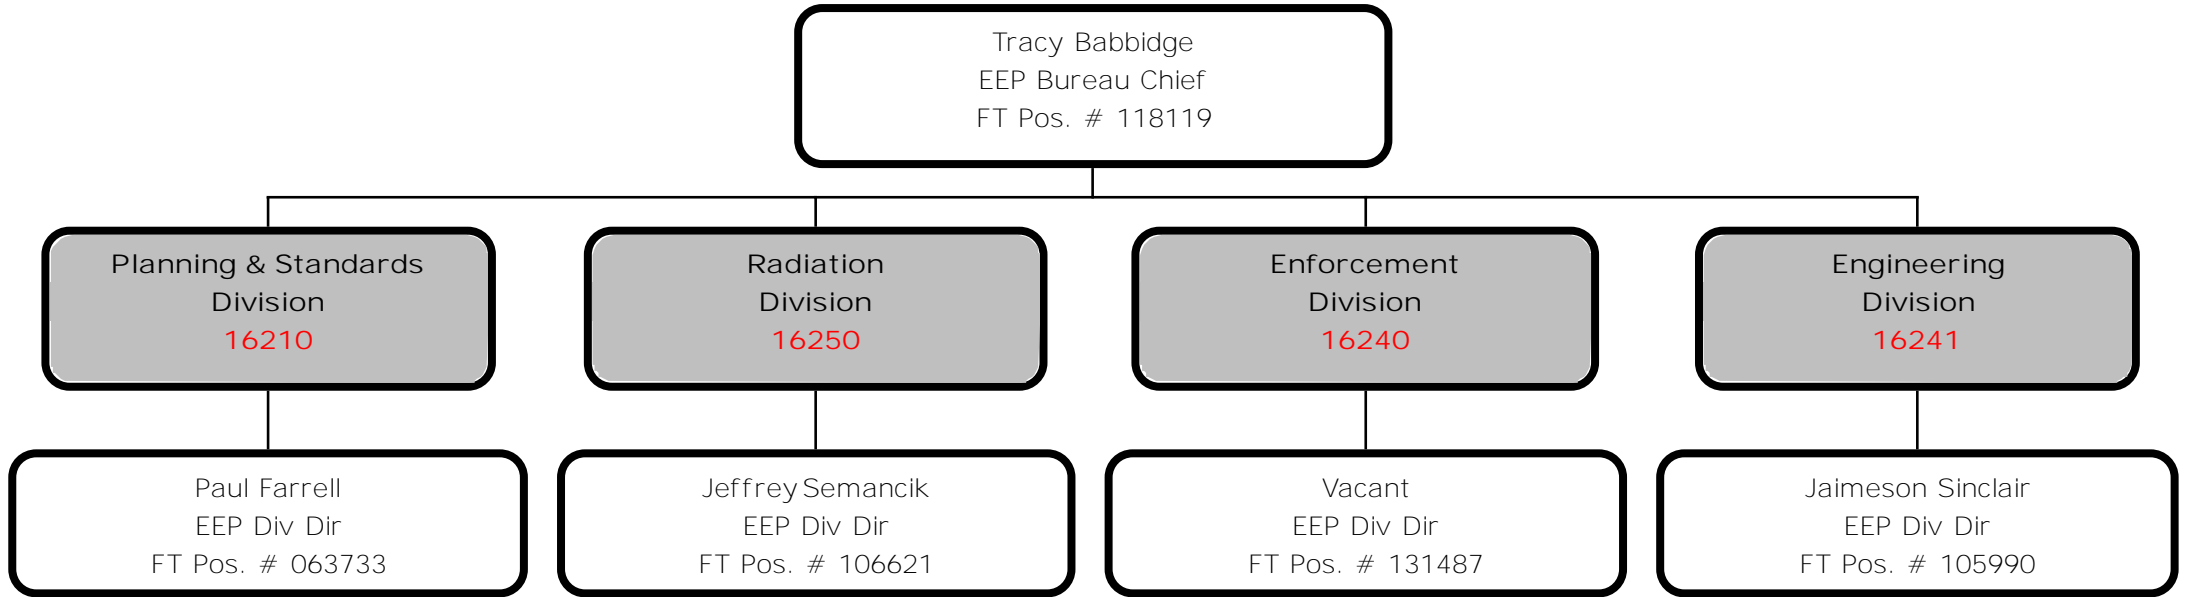 Tracy Babbidge
EEP Bureau Chief
FT Pos. # 118119
Planning & Standards
Division
16210
Radiation
Division
16250
Enforcement
Division
16240
Engineering
Division
16241
Paul Farrell
EEP Div Dir
FT Pos. # 063733
Jeffrey Semancik
EEP Div Dir
FT Pos. # 106621
Vacant
EEP Div Dir
FT Pos. # 131487
Jaimeson Sinclair
EEP Div Dir
FT Pos. # 105990